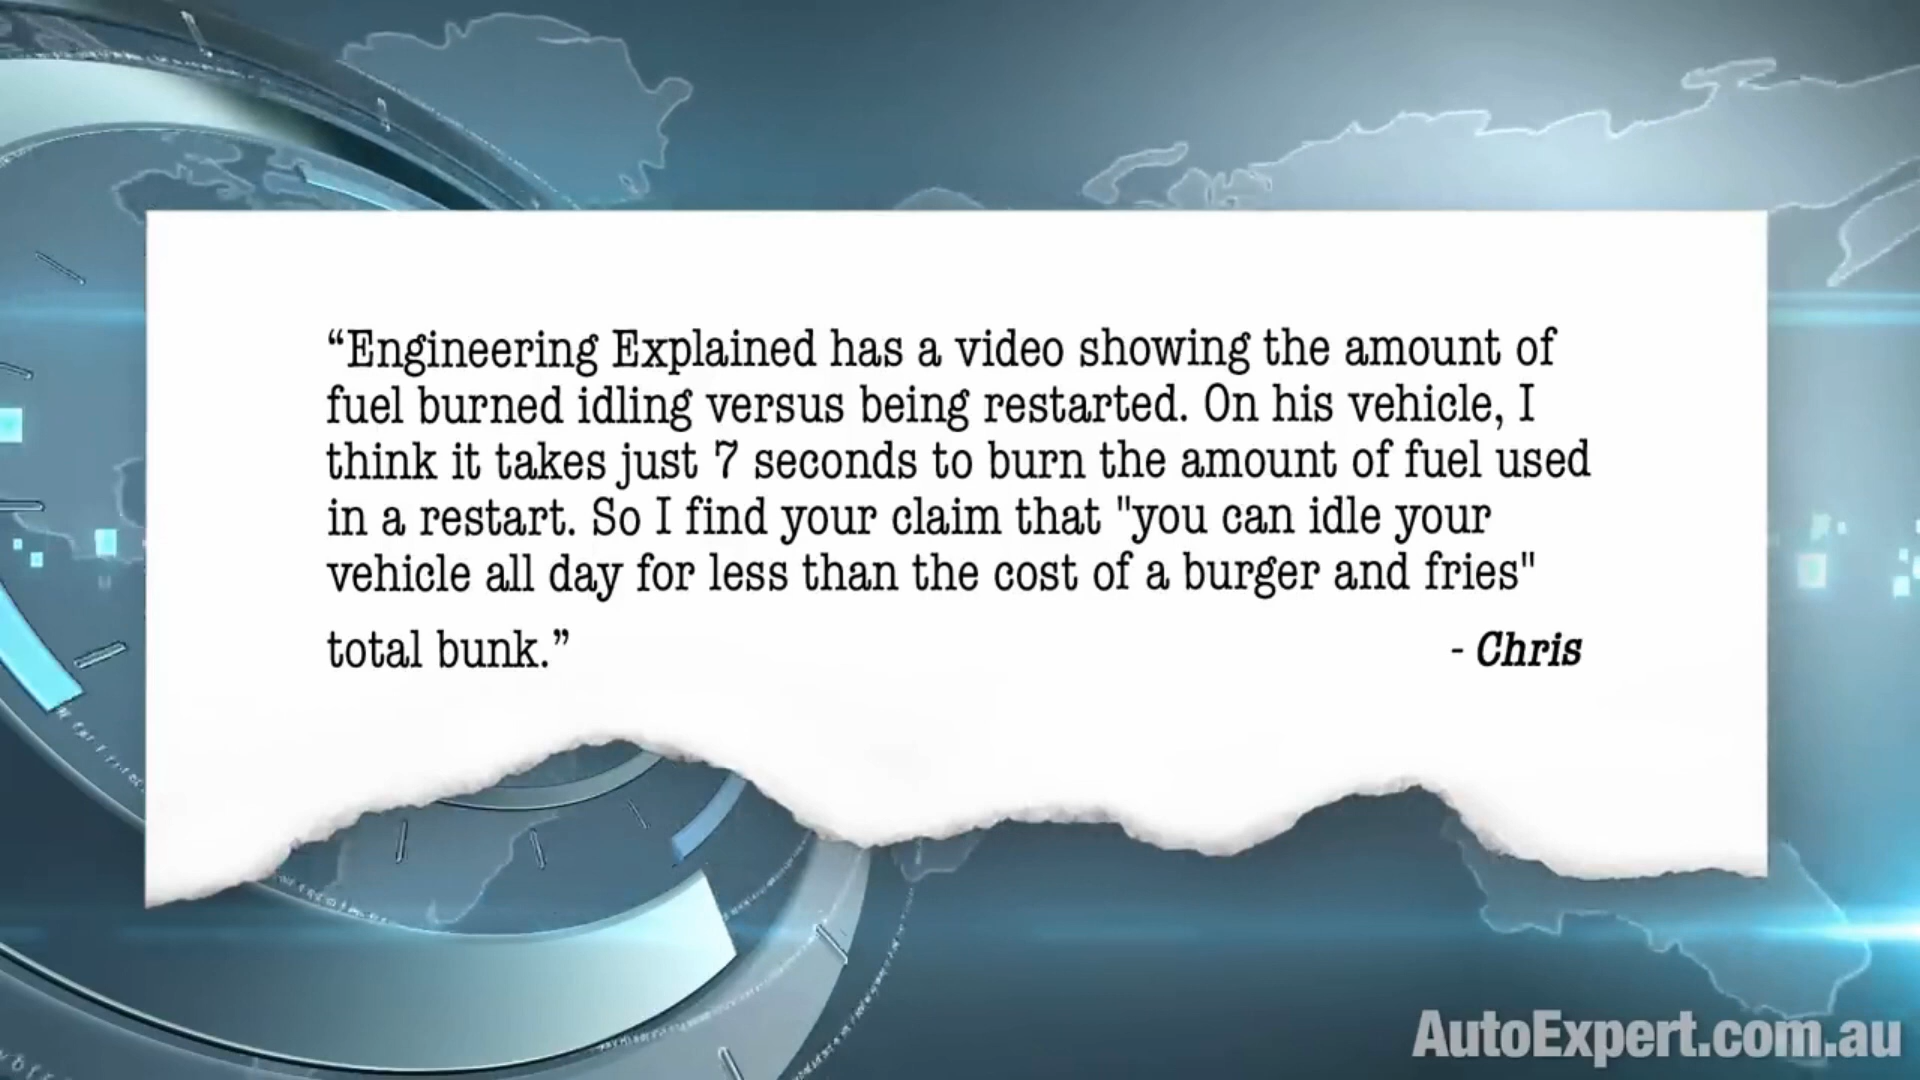 “Engineering Explained has a video showing the amount of
fuel burned idling versus being restarted. On his vehicle, I
think it takes just 7 seconds to burn the amount of fuel used
in a restart. So I find your claim that "you can idle your
vehicle all day for less than the cost of a burger and fries"
total bunk.” - Chris
AutoExpert.com.au